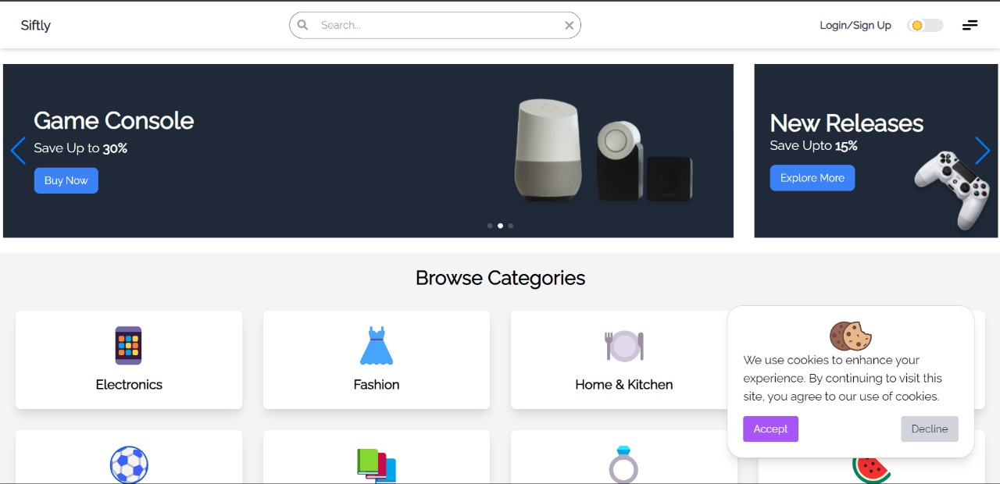 Siftly
Search...
Login/Sign Up
Game Console
Save Up to 30%
Buy Now
New Releases
Save Upto 15%
Explore More
Browse Categories
Electronics
Fashion
Home & Kitchen
We use cookies to enhance your
experience. By continuing to visit this
site, you agree to our use of cookies.
Accept
Decline